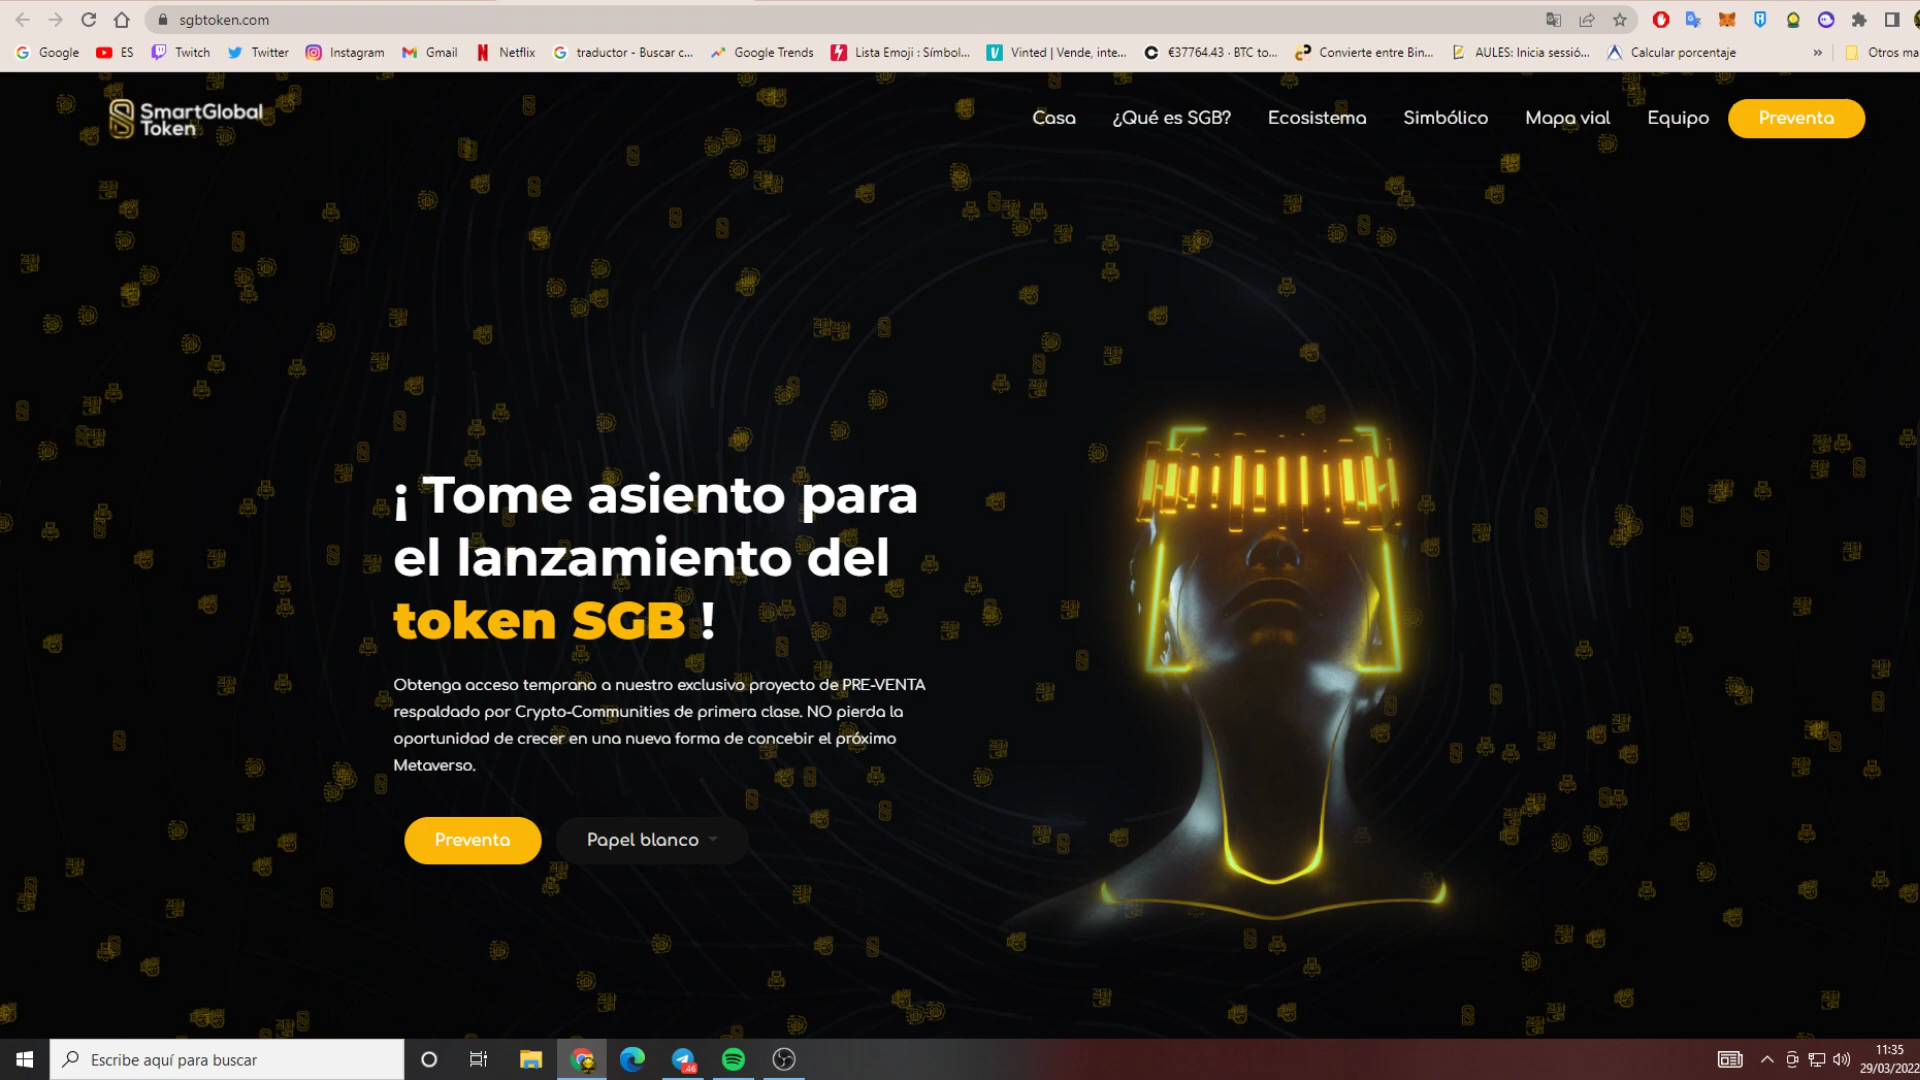 sgbtoken.com
Google
ES
Twitch
Twitter
Instagram
Gmail
Netflix
traductor - Buscar c...
Google Trends
Lista Emoji : Símbol...
Vinted | Vende, inte...
€37764.43 · BTC to...
Convierte entre Bin...
AULES: Inicia sessió...
Calcular porcentaje
»
Otros ma
SmartGlobal
Token
Casa
¿Qué es SGB?
Ecosistema
Simbólico
Mapa vial
Equipo
Preventa
¡ Tome asiento para
el lanzamiento del
token SGB !
Obtenga acceso temprano a nuestro exclusivo proyecto de PRE-VENTA
respaldado por Crypto-Communities de primera clase. NO pierda la
oportunidad de crecer en una nueva forma de concebir el próximo
Metaverso.
Preventa
Papel blanco
Escribe aquí para buscar
.46
11:35
29/03/2022